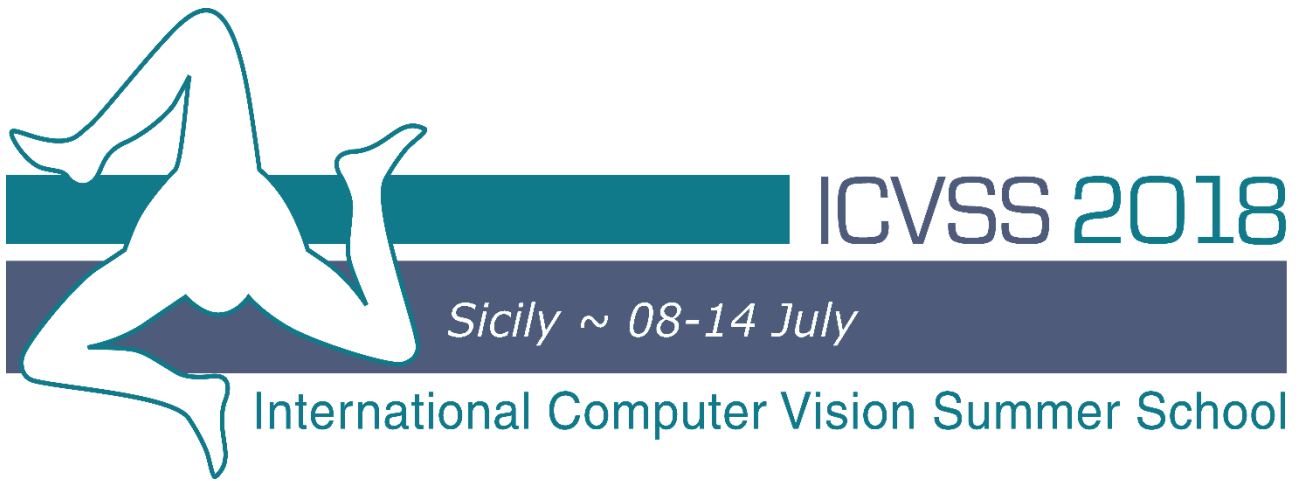 ICVSS 2018
Sicily ~ 08-14 July
International Computer Vision Summer School